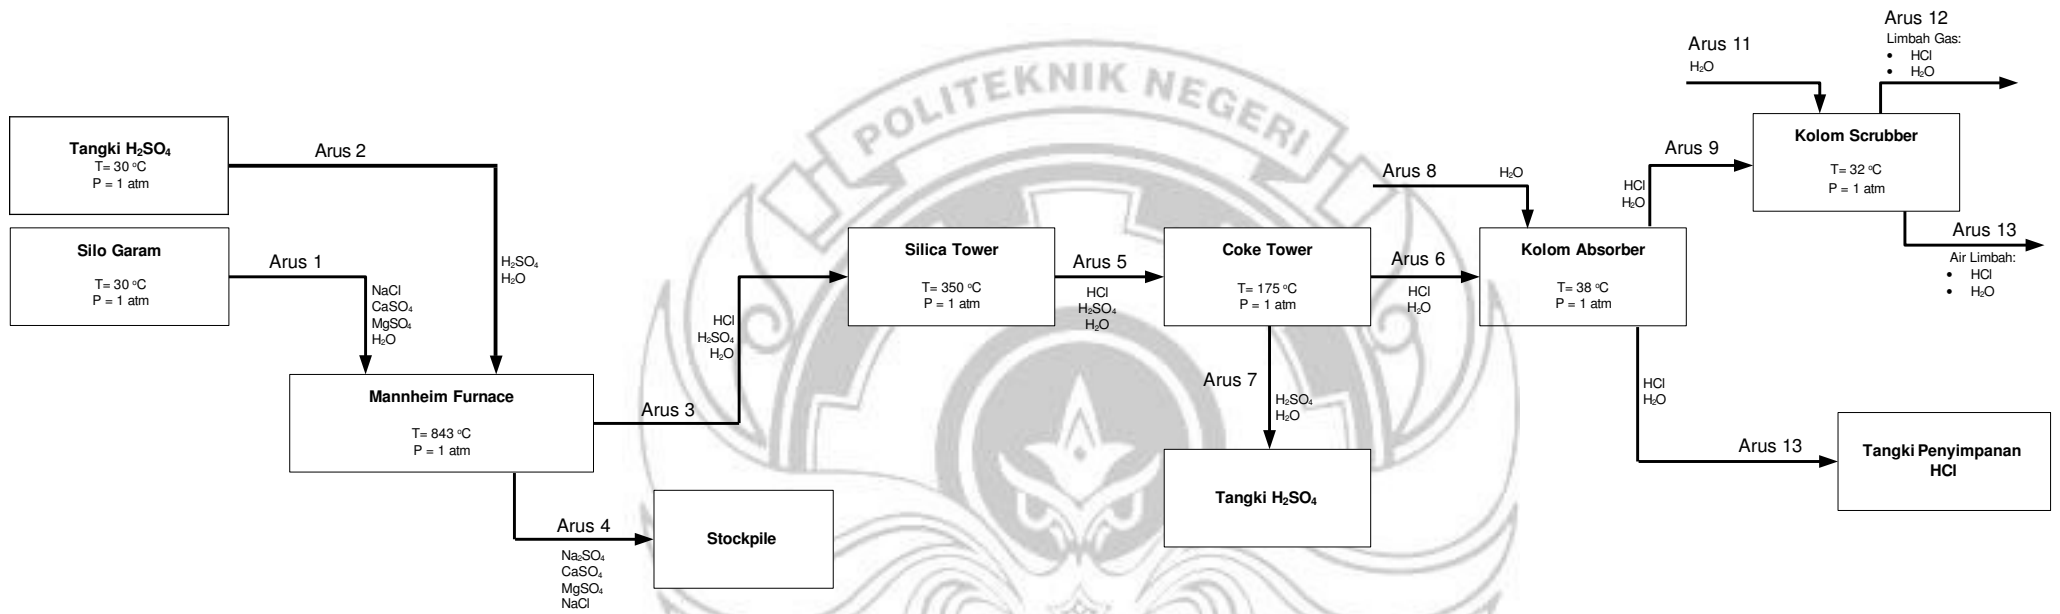 POLITEKNIK NEGERI
Tangki H₂SO₄
T= 30 °C
P = 1 atm
Arus 2
H₂SO₄
H₂O
Silo Garam
T= 30 °C
P = 1 atm
Arus 1
NaCl
CaSO₄
MgSO₄
H₂O
Mannheim Furnace
T= 843 °C
P = 1 atm
Arus 3
HCl
H₂SO₄
H₂O
Arus 4
Na₂SO₄
CaSO₄
MgSO₄
NaCl
Stockpile
Silica Tower
T= 350 °C
P = 1 atm
Arus 5
HCl
H₂SO₄
H₂O
Coke Tower
T= 175 °C
P = 1 atm
Arus 6
HCl
H₂O
Arus 7
H₂SO₄
H₂O
Tangki H₂SO₄
Arus 8
H₂O
Kolom Absorber
T= 38 °C
P = 1 atm
HCl
H₂O
Arus 9
Arus 11
H₂O
Arus 12
Limbah Gas:
• HCl
• H₂O
Kolom Scrubber
T= 32 °C
P = 1 atm
Arus 13
Air Limbah:
• HCl
• H₂O
HCl
H₂O
Arus 13
Tangki Penyimpanan
HCl